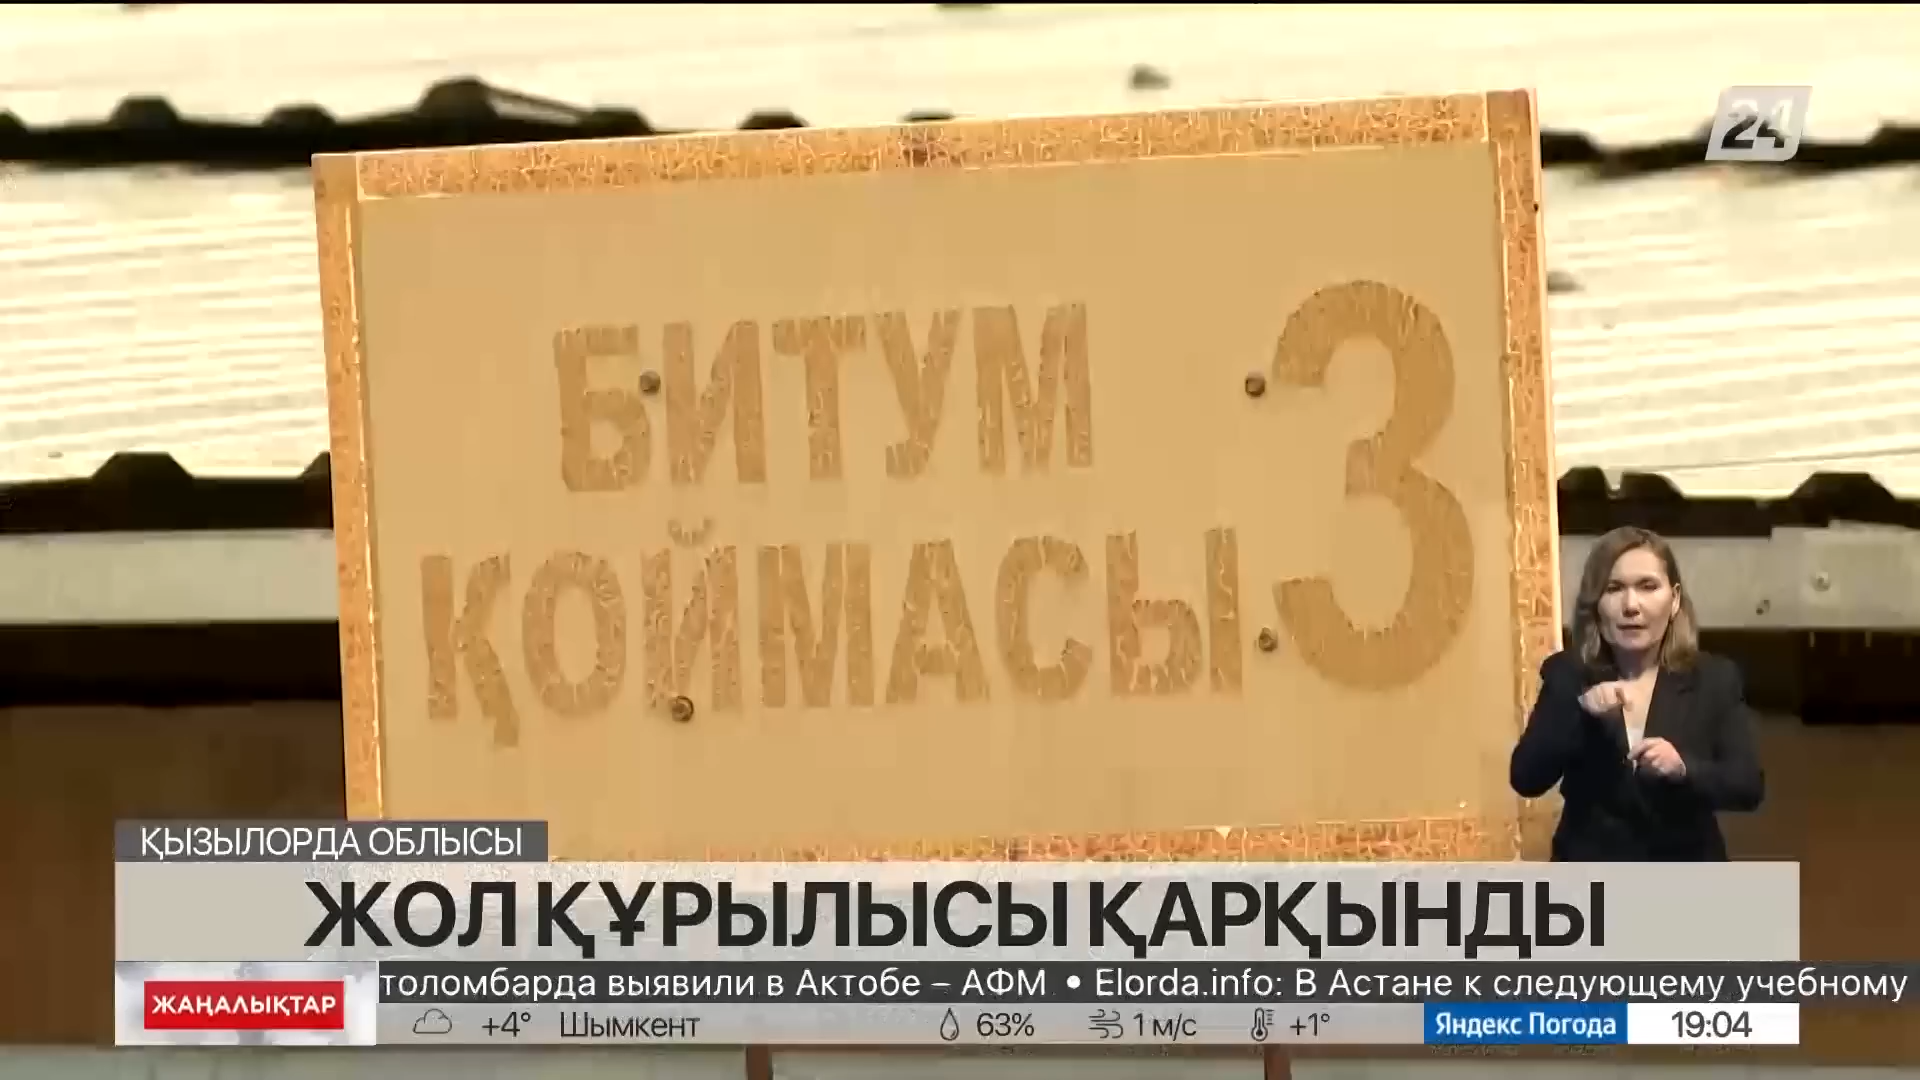 24
БИТУМ
ҚОЙМАСЫ 3
ҚЫЗЫЛОРДА ОБЛЫСЫ
ЖОЛ ҚҰРЫЛЫСЫ ҚАРҚЫНДЫ
ЖАҢАЛЫҚТАР
толомбарда выявили в Актобе – АФМ • Elorda.info: В Астане к следующему учебному
+4° Шымкент 63% 1 м/с +1° Яндекс Погода 19:04